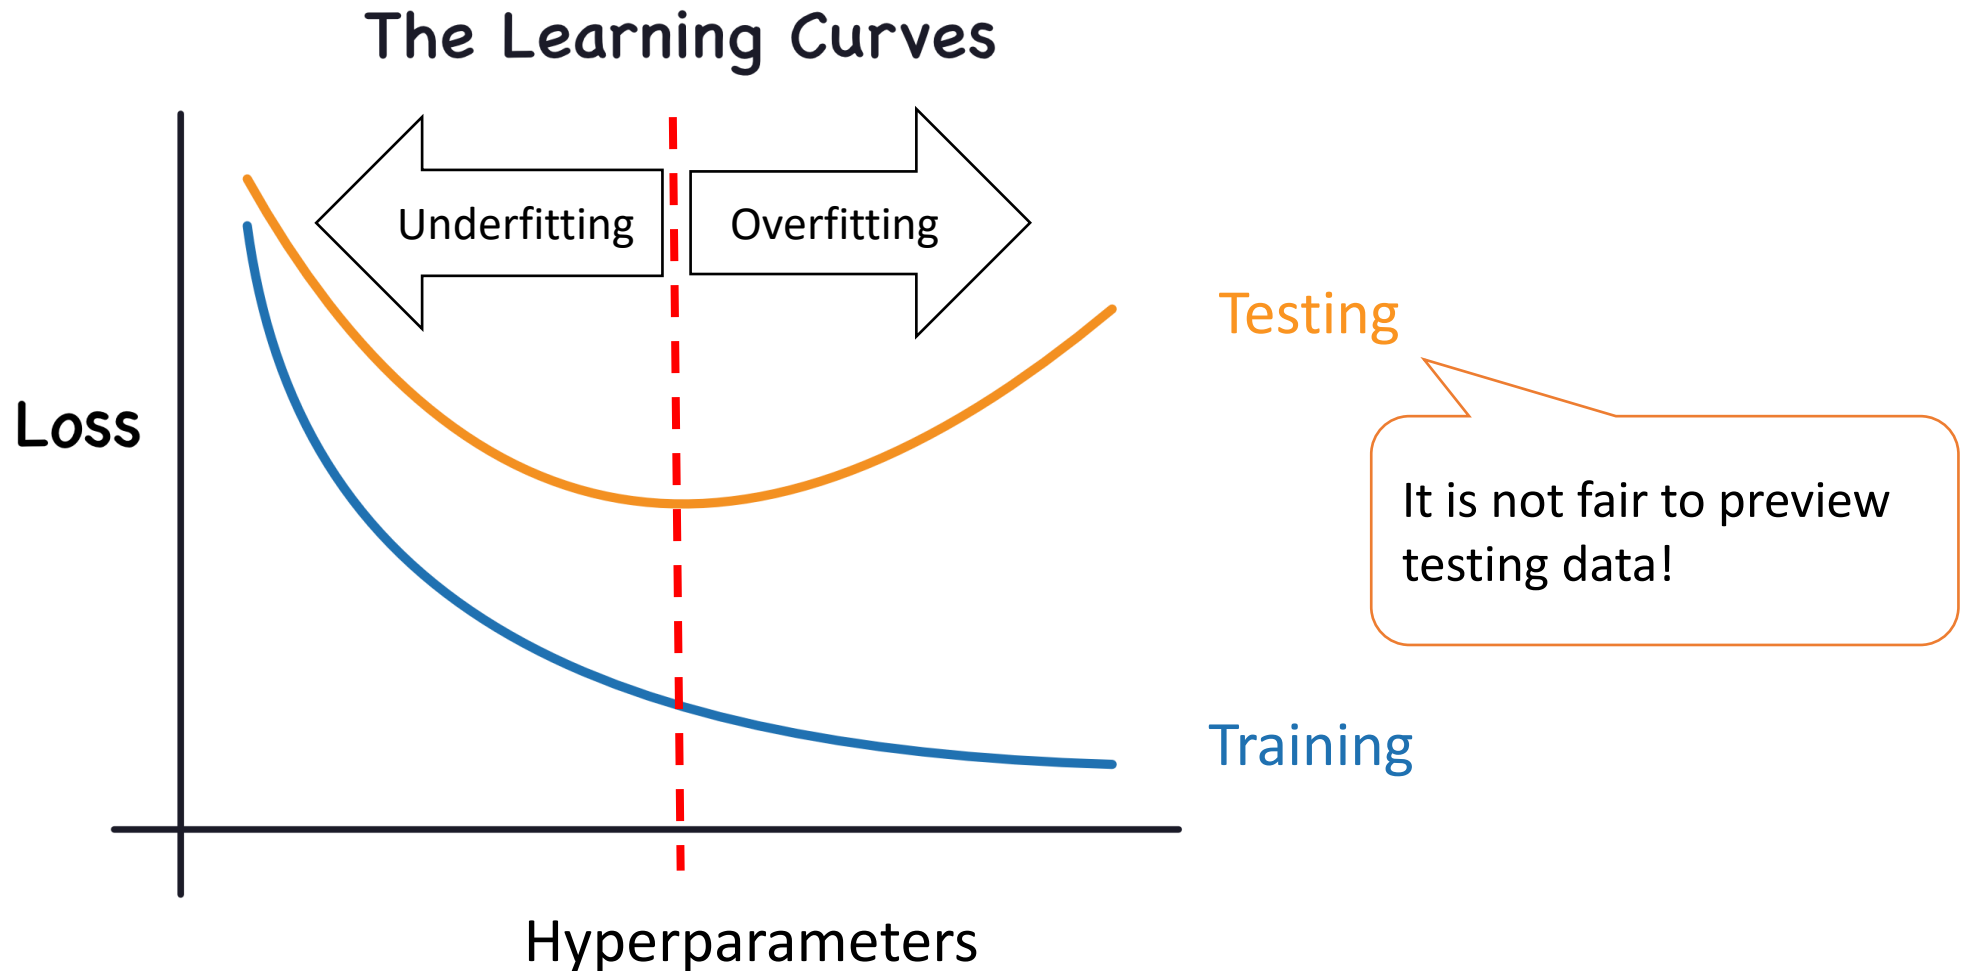 The Learning Curves
Underfitting
Overfitting
Testing
Loss
It is not fair to preview
testing data!
Training
Hyperparameters